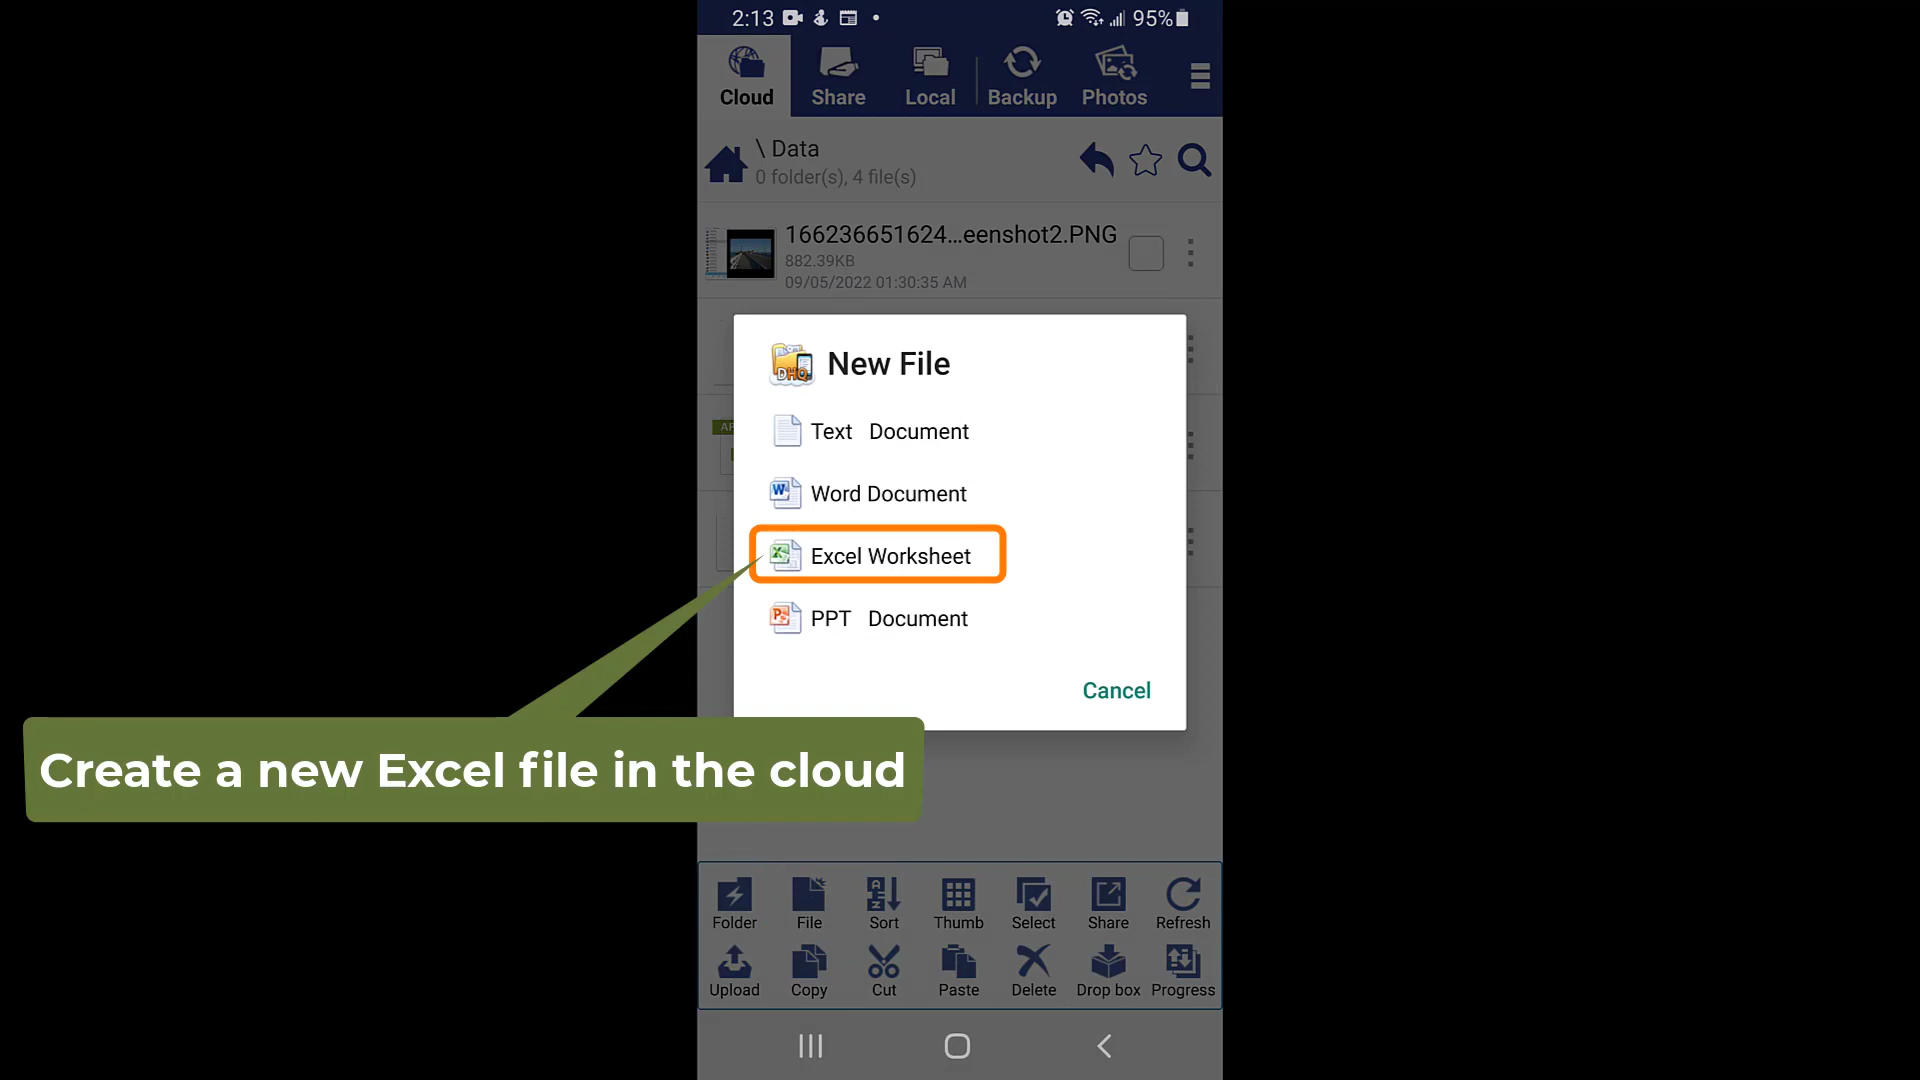 2:13
95%
Cloud
Share
Local
Backup
Photos
\ Data
0 folder(s), 4 file(s)
166236651624...eenshot2.PNG
882.39KB
09/05/2022 01:30:35 AM
DHQ
New File
Text Document
Word Document
Excel Worksheet
PPT Document
Cancel
Create a new Excel file in the cloud
Folder
File
Sort
Thumb
Select
Share
Refresh
Upload
Copy
Cut
Paste
Delete
Drop box
Progress